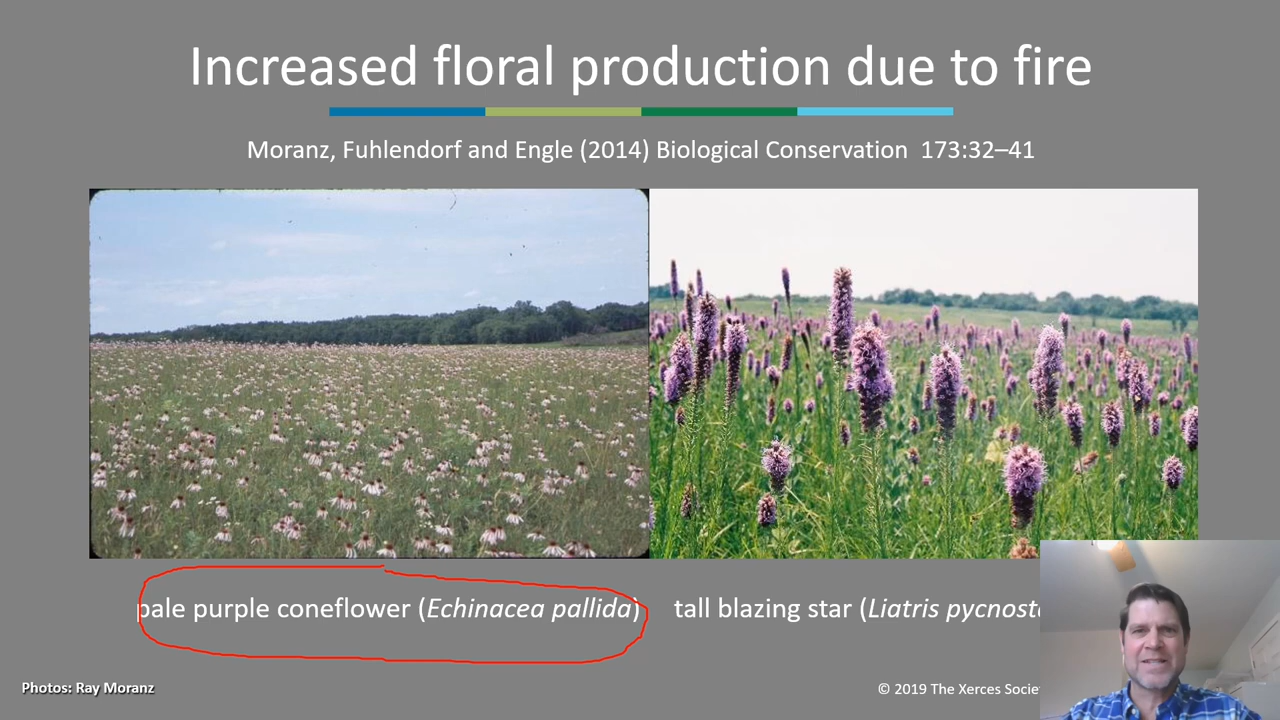 Increased floral production due to fire
Moranz, Fuhlendorf and Engle (2014) Biological Conservation 173:32–41
pale purple coneflower (Echinacea pallida)
tall blazing star (Liatris
Photos: Ray Moranz
© 2019 The Xerces